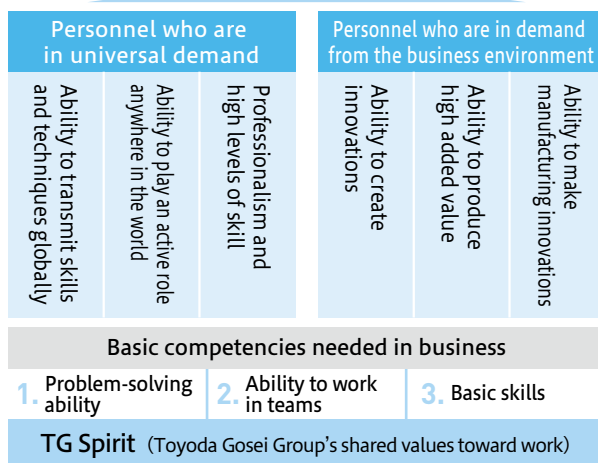 Personnel who are
in universal demand
Ability to transmit skills
and techniques globally
Ability to play an active role
anywhere in the world
Professionalism and
high levels of skill
Personnel who are in demand
from the business environment
Ability to create
innovations
Ability to produce
high added value
Ability to make
manufacturing innovations
Basic competencies needed in business
1. Problem-solving
ability
2. Ability to work
in teams
3. Basic skills
TG Spirit (Toyoda Gosei Group's shared values toward work)